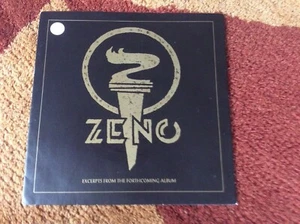 ZENO
EXCERPTS FROM THE FORTHCOMING ALBUM